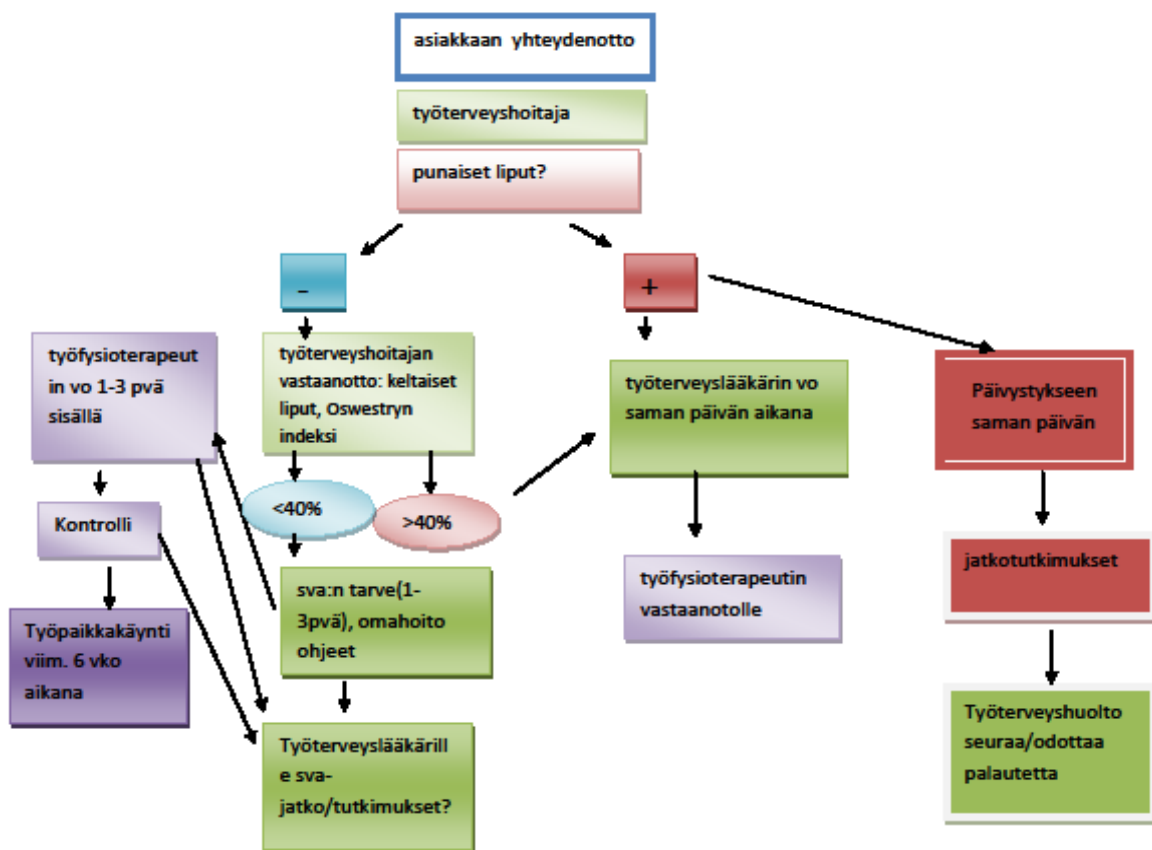 asiakkaan yhteydenotto
työterveyshoitaja
punaiset liput?
-
+
työfysioterapeut
in vo 1-3 pvä
sisällä
työterveyshoitajan
vastaanotto: keltaiset
liput, Oswestryn
indeksi
työterveyslääkärin vo
saman päivän aikana
Päivystykseen
saman päivän
<40%
>40%
Kontrolli
sva:n tarve(1-
3pvä), omahoito
ohjeet
työfysioterapeutin
vastaanotolle
jatkotutkimukset
Työpaikkakäynti
viim. 6 vko
aikana
Työterveyslääkärill
e sva-
jatko/tutkimukset?
Työterveyshuolto
seuraa/odottaa
palautetta